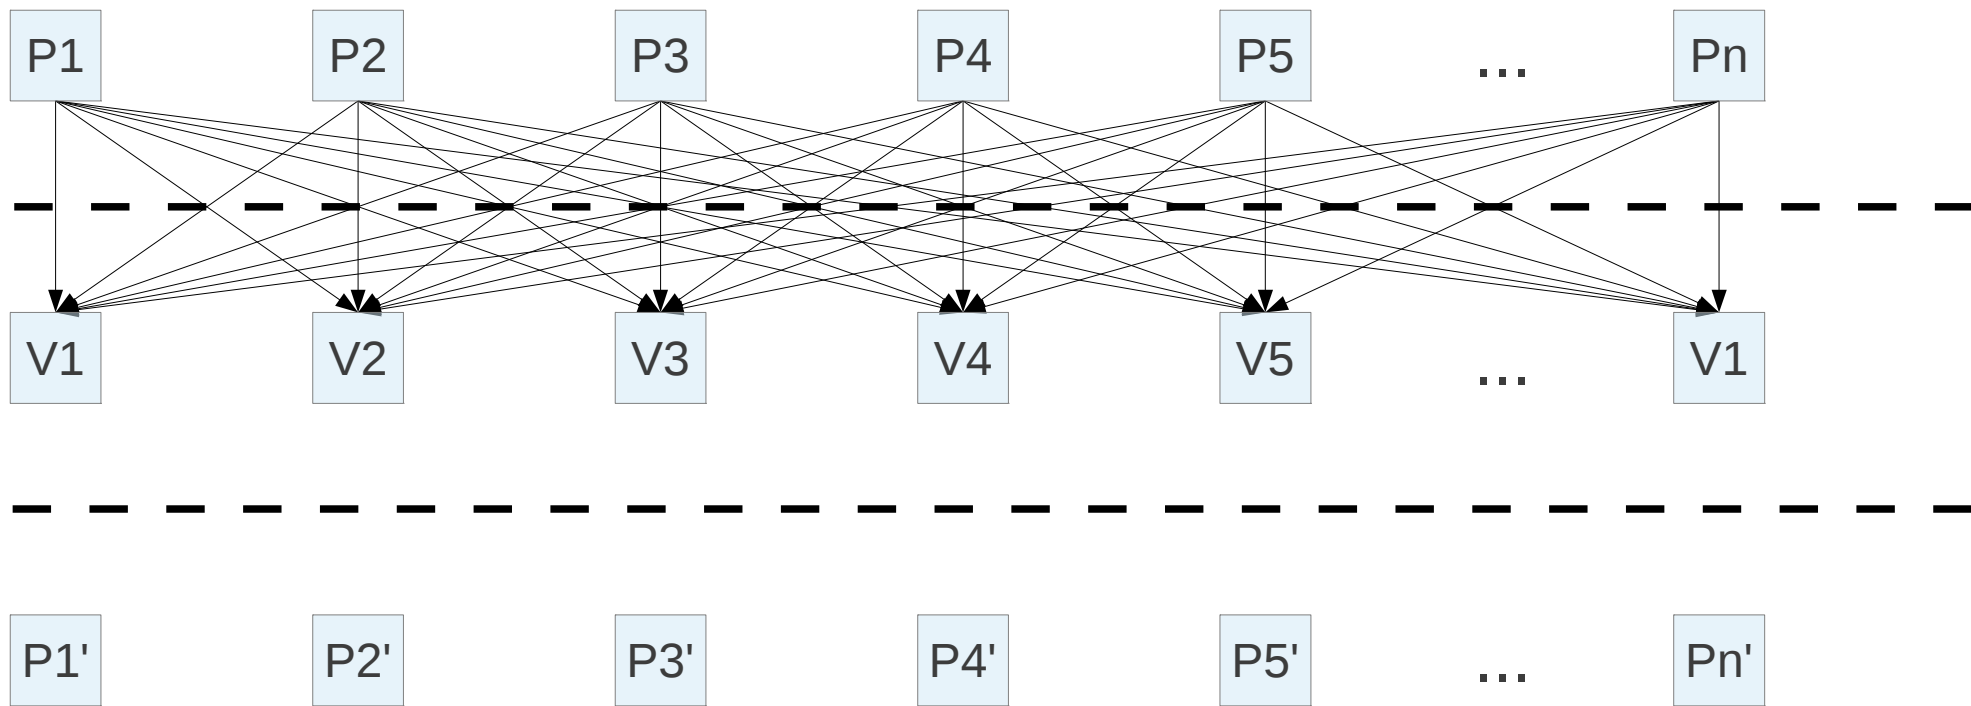 P1 P2 P3 P4 P5 ... Pn
V1 V2 V3 V4 V5 ... V1
P1' P2' P3' P4' P5' ... Pn'